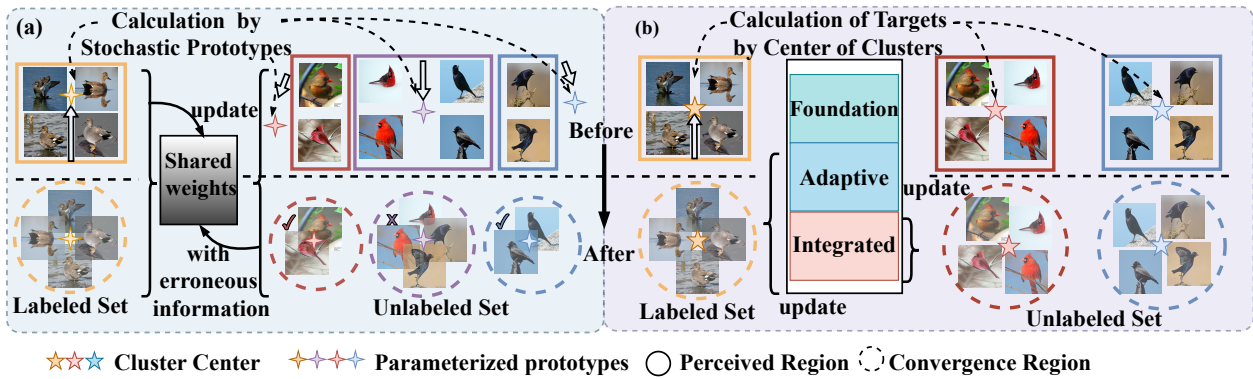 (a)
Calculation by
Stochastic Prototypes
update
Shared
weights
with
erroneous
information
Labeled Set
Unlabeled Set
Before
After
(b)
Calculation of Targets
by Center of Clusters
Foundation
Adaptive
Integrated
update
update
Labeled Set
Unlabeled Set
Cluster Center
Parameterized prototypes
Perceived Region
Convergence Region